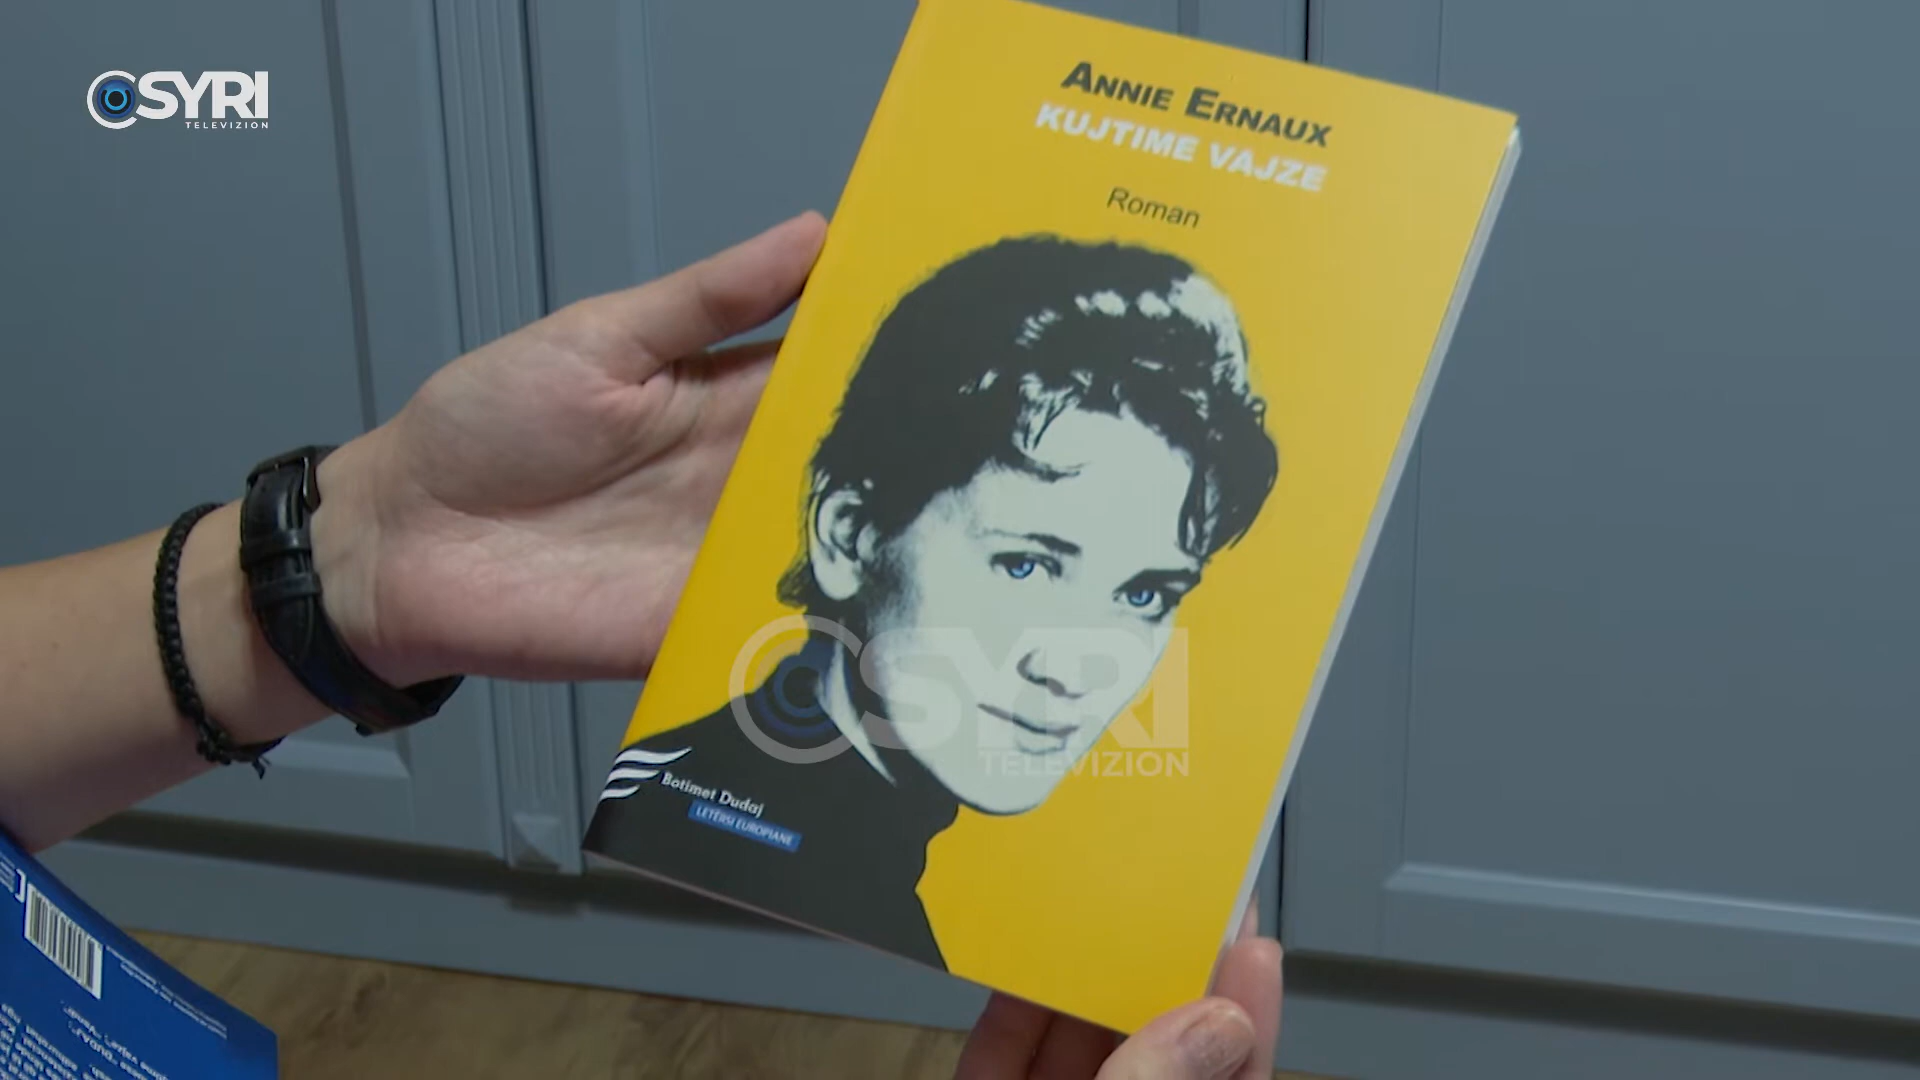 SYRI
TELEVIZION
ANNIE ERNAUX
KUJTIME VAJZE
Roman
SYRI
TELEVIZION
Botimet Dudaj
LETËRSI EUROPIANE